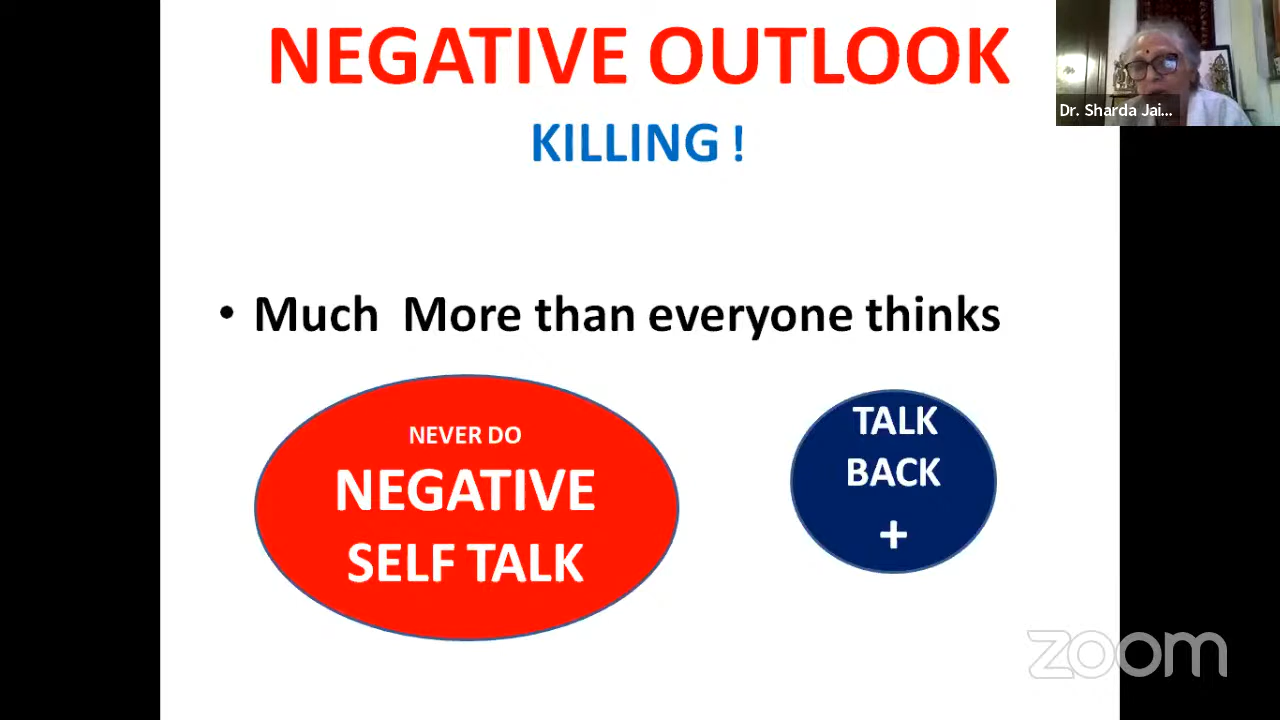 NEGATIVE OUTLOOK
KILLING !
Dr. Sharda Jai...
• Much More than everyone thinks
NEVER DO
NEGATIVE
SELF TALK
TALK
BACK
+
zoom